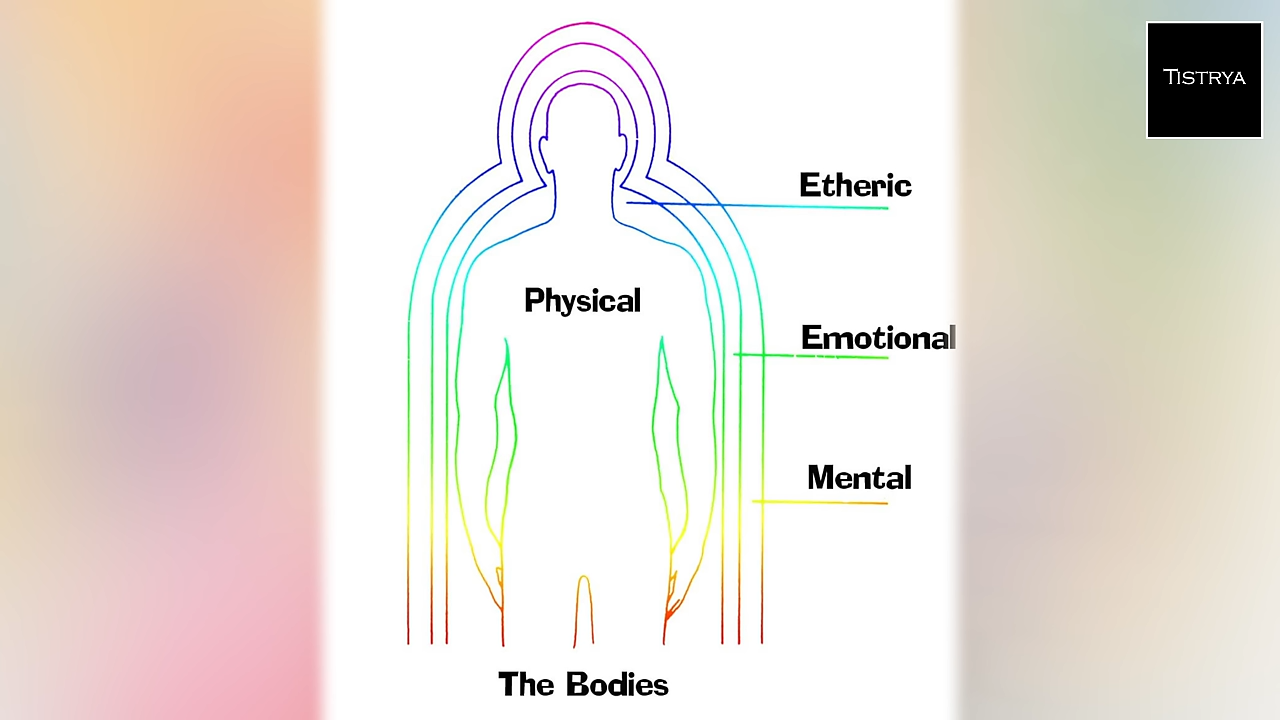 TISTRYA
Etheric
Physical
Emotional
Mental
The Bodies